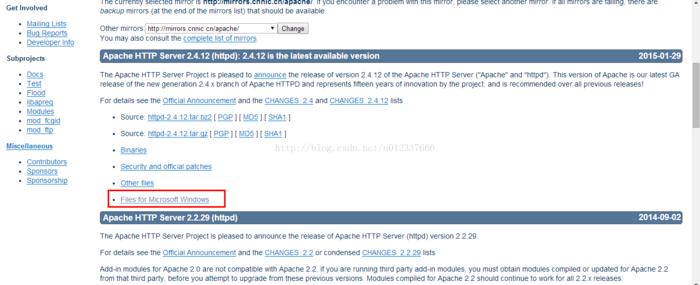 Get Involved
Mailing Lists
Bug Reports
Developer Info
Subprojects
Docs
Test
Flood
libapreq
Modules
mod_fcgid
mod_ftp
Miscellaneous
Contributors
Sponsors
Sponsorship
The currently selected mirror is http://mirrors.cnnic.cn/apache/. If you encounter a problem with this mirror, please select another mirror. If all mirrors are failing, there are
backup mirrors (at the end of the mirrors list) that should be available.
Other mirrors: http://mirrors.cnnic.cn/apache/ Change
You may also consult the complete list of mirrors.
Apache HTTP Server 2.4.12 (httpd): 2.4.12 is the latest available version 2015-01-29
The Apache HTTP Server Project is pleased to announce the release of version 2.4.12 of the Apache HTTP Server ("Apache" and "httpd"). This version of Apache is our latest GA
release of the new generation 2.4.x branch of Apache HTTPD and represents fifteen years of innovation by the project, and is recommended over all previous releases!
For details see the Official Announcement and the CHANGES_2.4 and CHANGES_2.4.12 lists
Source: httpd-2.4.12.tar.bz2 [ PGP ] [ MD5 ] [ SHA1 ]
Source: httpd-2.4.12.tar.gz [ PGP ] [ MD5 ] [ SHA1 ]
Binaries
http://blog.csdn.net/u012337666
Security and official patches
Other files
Files for Microsoft Windows
Apache HTTP Server 2.2.29 (httpd) 2014-09-02
The Apache HTTP Server Project is pleased to announce the release of Apache HTTP Server (httpd) version 2.2.29.
For details see the Official Announcement and the CHANGES_2.2 or condensed CHANGES_2.2.29 lists
Add-in modules for Apache 2.0 are not compatible with Apache 2.2. If you are running third party add-in modules, you must obtain modules compiled or updated for Apache 2.2
from that third party, before you attempt to upgrade from these previous versions. Modules compiled for Apache 2.2 should continue to work for all 2.2.x releases.